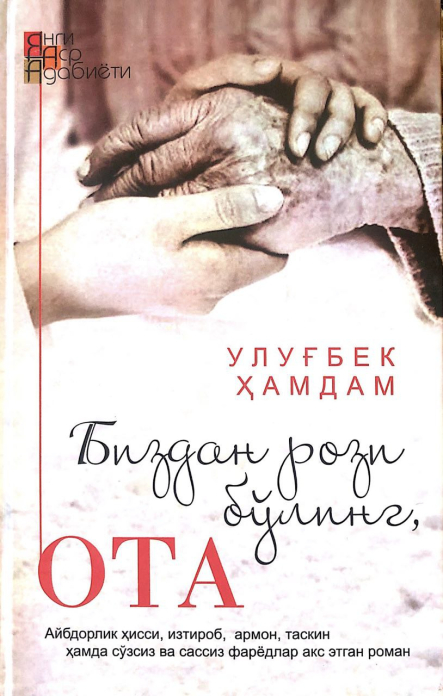 Янги
Аср
Адабиёти
УЛУҒБЕК
ҲАМДАМ
Биздан рози
бўлинг,
ОТА
Айбдорлик ҳисси, изтироб, армон, таскин
ҳамда сўзсиз ва сассиз фарёдлар акс этган роман